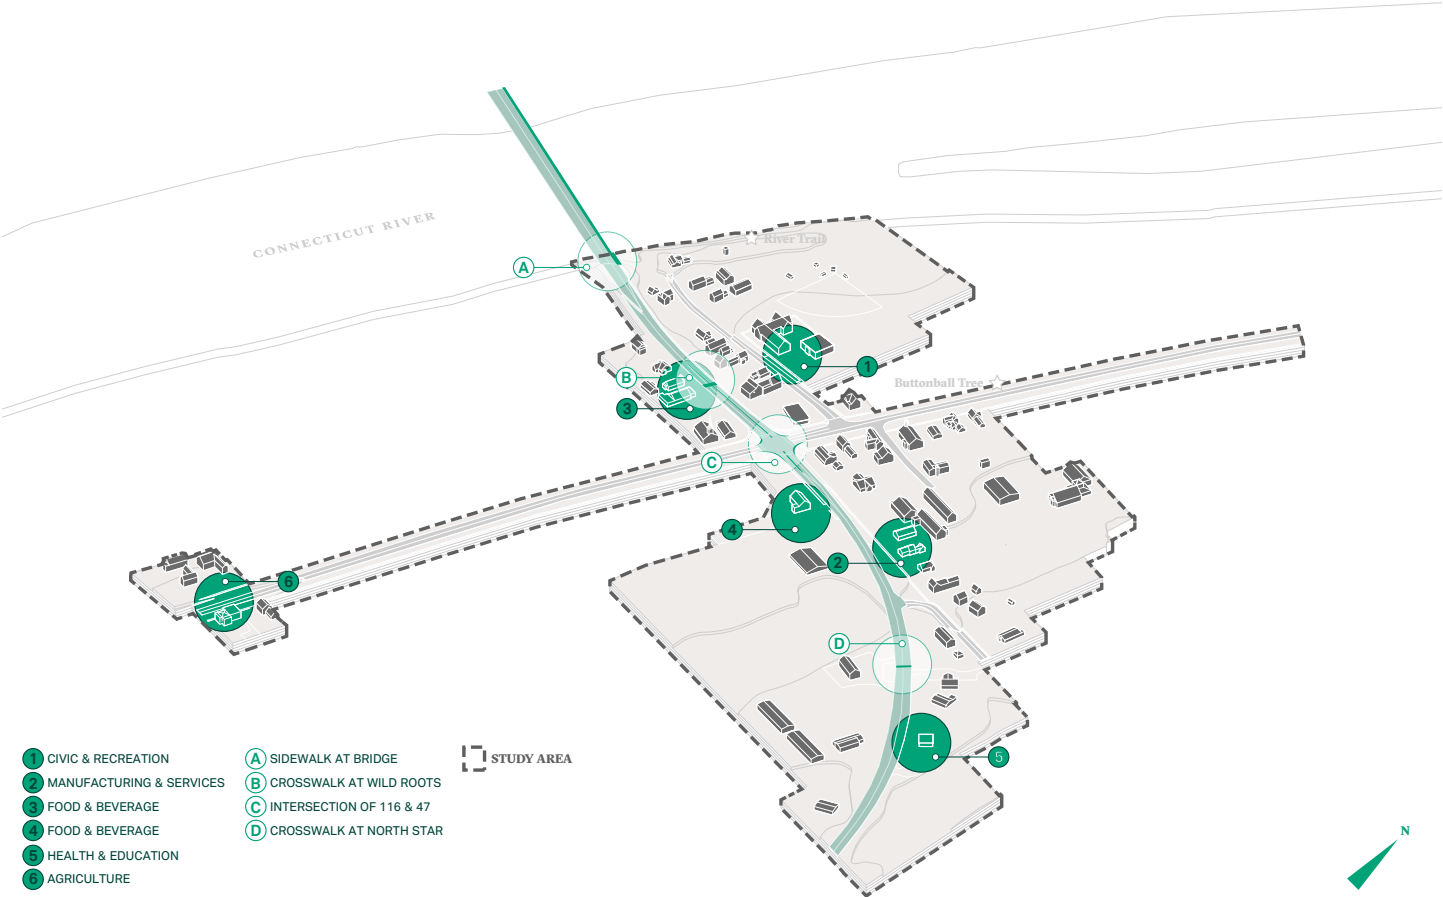 CONNECTICUT RIVER
River Trail
A
1
B
Buttonball Tree
3
C
4
2
6
D
5
1 CIVIC & RECREATION
2 MANUFACTURING & SERVICES
3 FOOD & BEVERAGE
4 FOOD & BEVERAGE
5 HEALTH & EDUCATION
6 AGRICULTURE
A SIDEWALK AT BRIDGE
B CROSSWALK AT WILD ROOTS
C INTERSECTION OF 116 & 47
D CROSSWALK AT NORTH STAR
STUDY AREA
N